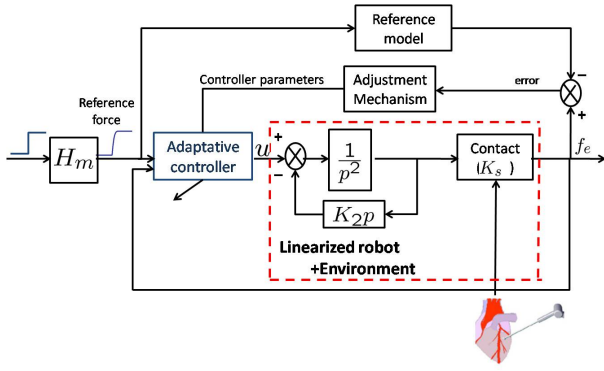 Reference
model
Controller parameters
Adjustment
Mechanism
error
−
+
Reference
force
H_m
Adaptative
controller
u
+
−
1
p^2
Contact
(K_s )
f_e
K_2p
Linearized robot
+Environment